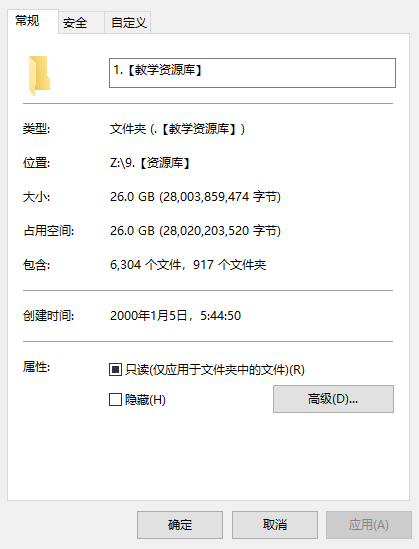 常规 安全 自定义
1.【教学资源库】
类型: 文件夹 (.【教学资源库】)
位置: Z:\9.【资源库】
大小: 26.0 GB (28,003,859,474 字节)
占用空间: 26.0 GB (28,020,203,520 字节)
包含: 6,304 个文件，917 个文件夹
创建时间: 2000年1月5日，5:44:50
属性: 只读(仅应用于文件夹中的文件)(R)
隐藏(H) 高级(D)...
确定 取消 应用(A)